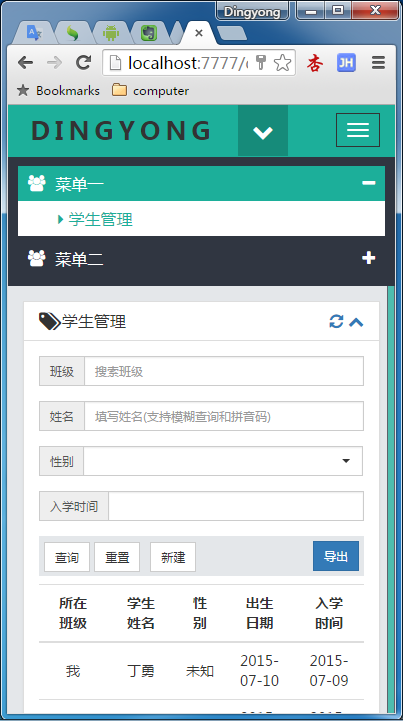 Dingyong
localhost:7777/
杏
JH
Bookmarks
computer
DINGYONG
菜单一
学生管理
菜单二
学生管理
班级 搜索班级
姓名 填写姓名(支持模糊查询和拼音码)
性别
入学时间
查询 重置 新建 导出
所在班级 学生姓名 性别 出生日期 入学时间
我 丁勇 未知 2015-07-10 2015-07-09